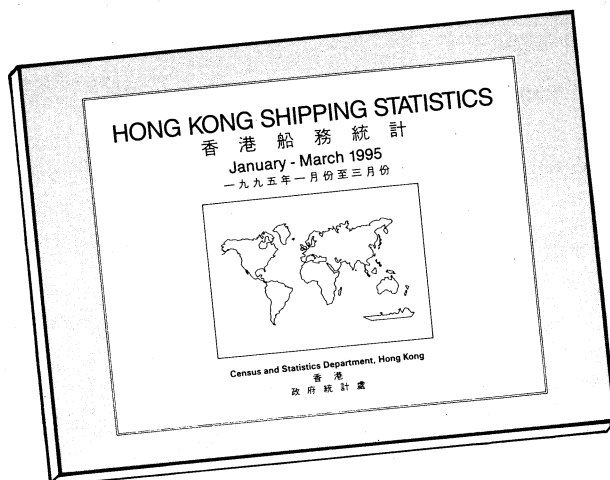 HONG KONG SHIPPING STATISTICS
香港船務統計
January - March 1995
一九九五年一月份至三月份
Census and Statistics Department, Hong Kong
香港
政府統計處